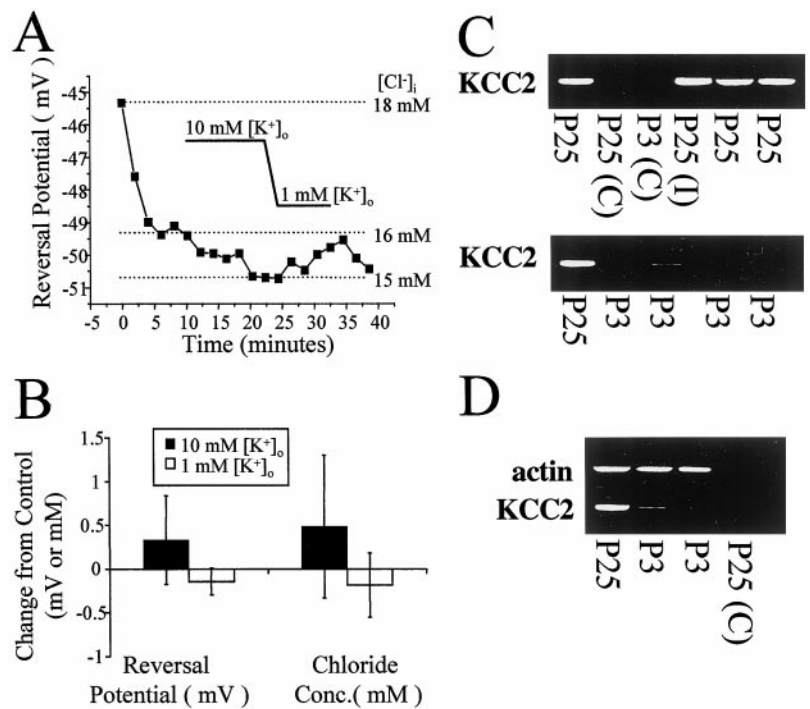 A
Reversal Potential ( mV )
-45
-46
-47
-48
-49
-50
-51
-5 0 5 10 15 20 25 30 35 40
Time (minutes)
[Cl-]i
18 mM
16 mM
15 mM
10 mM [K+]o
1 mM [K+]o
B
Change from Control
(mV or mM)
1.5
1
0.5
0
-0.5
-1
10 mM [K+]o
1 mM [K+]o
Reversal
Potential ( mV )
Chloride
Conc.( mM )
C
KCC2
P25
P25 (C)
P3 (C)
P25 (I)
P25
P25
KCC2
P25
P3
P3
P3
P3
D
actin
KCC2
P25
P3
P3
P25 (C)